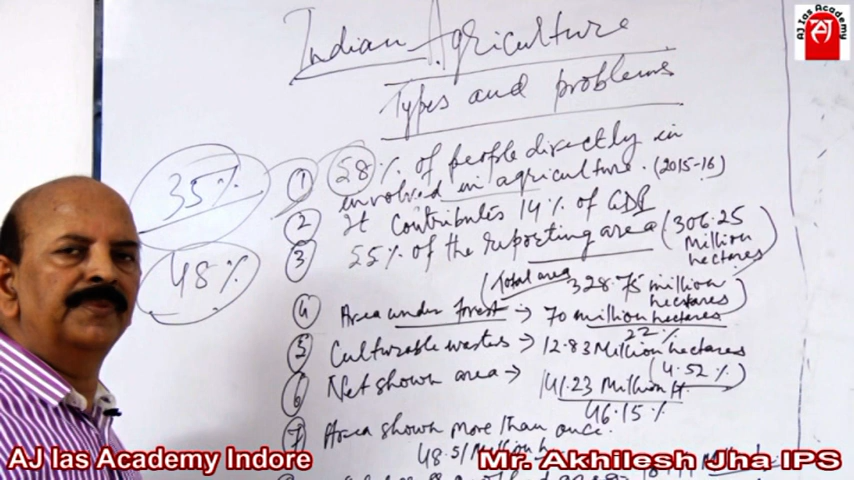 AJ Ias Academy
AJ
Indian Agriculture
Types and problems
35%
48%
① 58% of people directly in
involved in agriculture. (2015-16)
② It contributes 14% of GDP
③ 55% of the reporting area (306.25
Million
hectares)
(Total area 328.75 million
hectares)
④ Area under forest → 70 million hectares
22%
⑤ Culturable wastes → 12.83 Million hectares
(4.52%)
⑥ Net shown area → 141.23 Million H
46.15%
⑦ Area shown more than once.
48.51 Million h
AJ Ias Academy Indore
Mr. Akhilesh Jha IPS